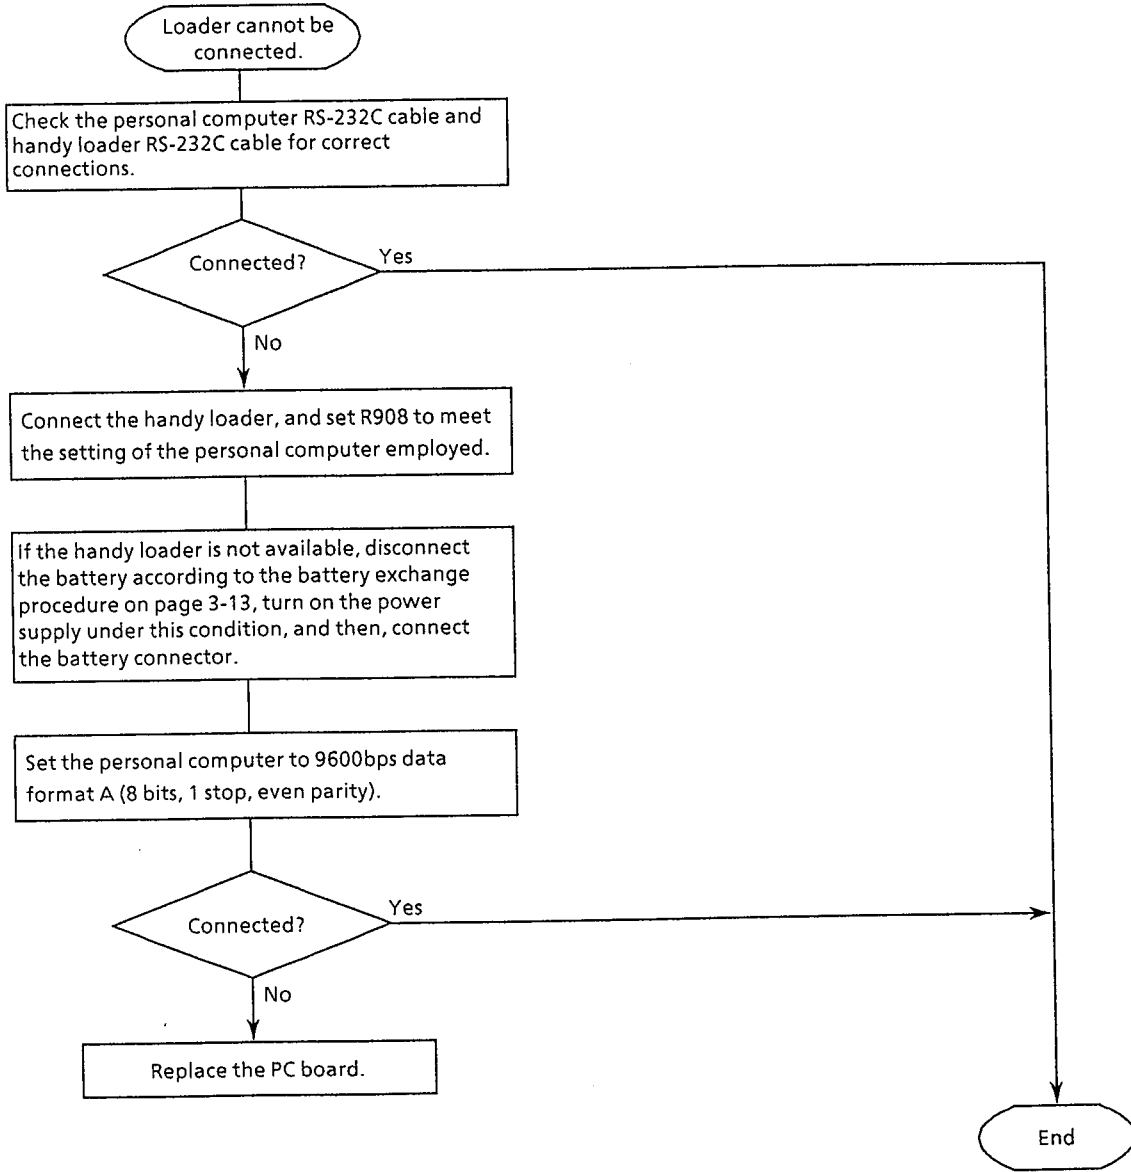 Loader cannot be
connected.
Check the personal computer RS-232C cable and
handy loader RS-232C cable for correct
connections.
Connected?
Yes
No
Connect the handy loader, and set R908 to meet
the setting of the personal computer employed.
If the handy loader is not available, disconnect
the battery according to the battery exchange
procedure on page 3-13, turn on the power
supply under this condition, and then, connect
the battery connector.
Set the personal computer to 9600bps data
format A (8 bits, 1 stop, even parity).
Connected?
Yes
No
Replace the PC board.
End